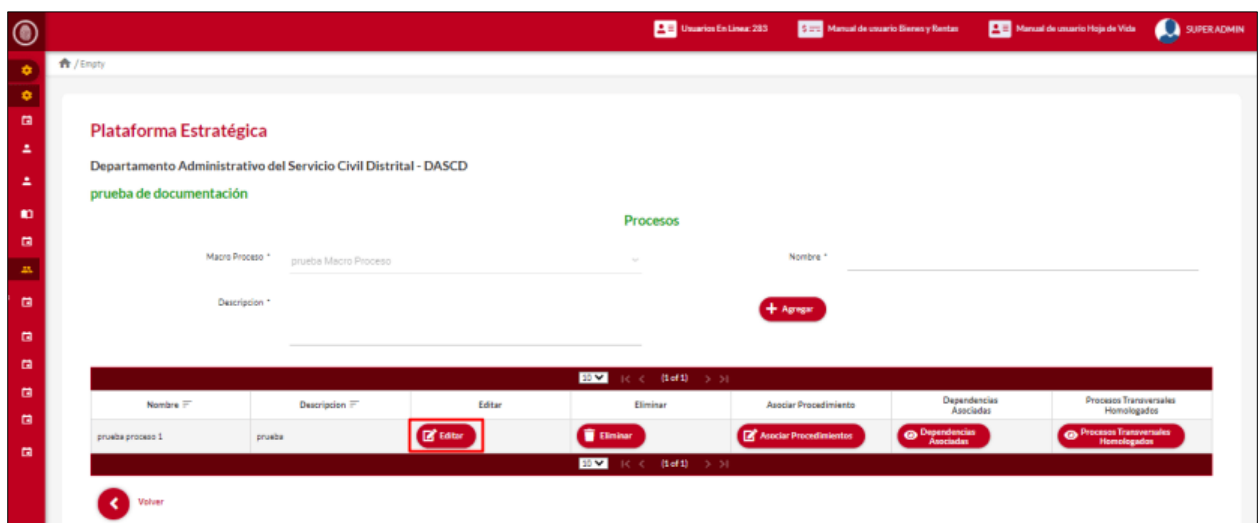 Usuarios En Linea: 283 Manual de usuario Bienes y Rentas Manual de usuario Hoja de Vida SUPER ADMIN
/ Empty
Plataforma Estratégica
Departamento Administrativo del Servicio Civil Distrital - DASCD
prueba de documentación
Procesos
Macro Proceso * prueba Macro Proceso Nombre *
Descripcion * Agregar
10 (1 of 1)
Nombre Descripcion Editar Eliminar Asociar Procedimiento Dependencias Asociadas Procesos Transversales Homologados
prueba proceso 1 prueba Editar Eliminar Asociar Procedimientos Dependencias Asociadas Procesos Transversales Homologados
10 (1 of 1)
Volver